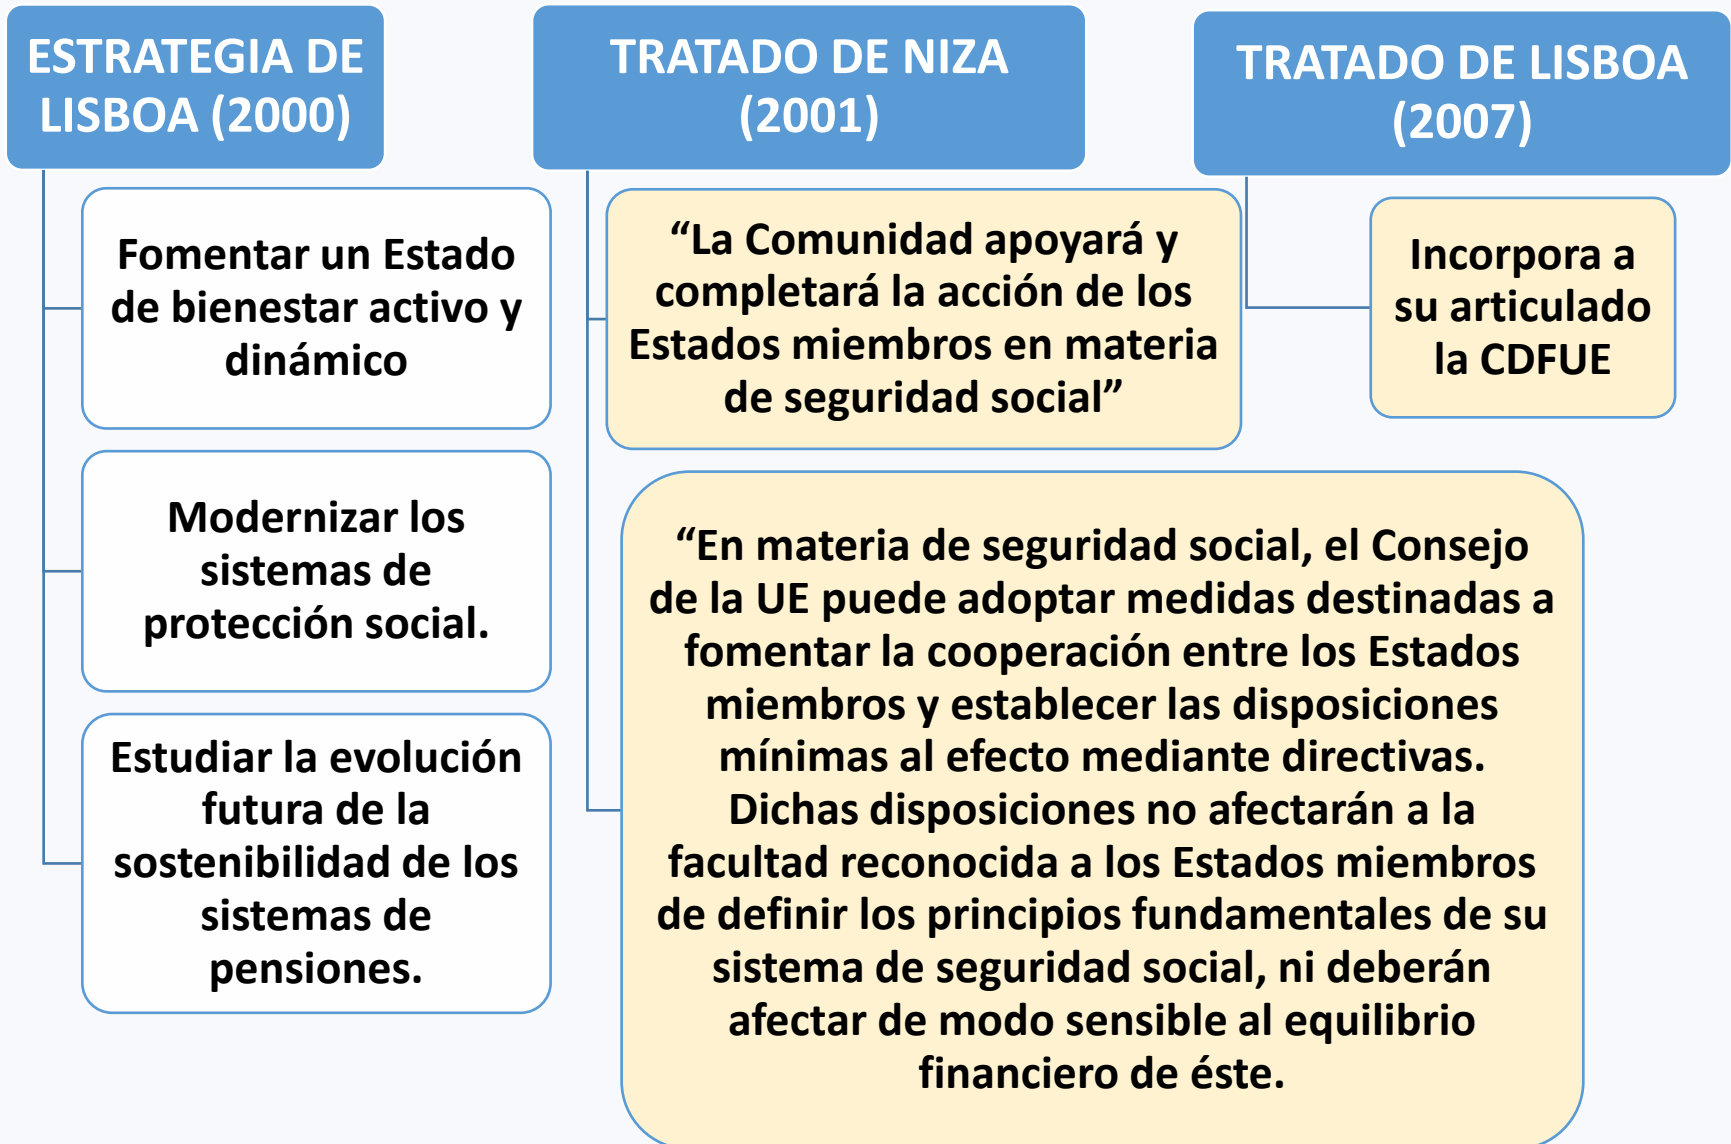 ESTRATEGIA DE
LISBOA (2000)
Fomentar un Estado
de bienestar activo y
dinámico
Modernizar los
sistemas de
protección social.
Estudiar la evolución
futura de la
sostenibilidad de los
sistemas de
pensiones.
TRATADO DE NIZA
(2001)
“La Comunidad apoyará y
completará la acción de los
Estados miembros en materia
de seguridad social”
“En materia de seguridad social, el Consejo
de la UE puede adoptar medidas destinadas a
fomentar la cooperación entre los Estados
miembros y establecer las disposiciones
mínimas al efecto mediante directivas.
Dichas disposiciones no afectarán a la
facultad reconocida a los Estados miembros
de definir los principios fundamentales de su
sistema de seguridad social, ni deberán
afectar de modo sensible al equilibrio
financiero de éste.
TRATADO DE LISBOA
(2007)
Incorpora a
su articulado
la CDFUE